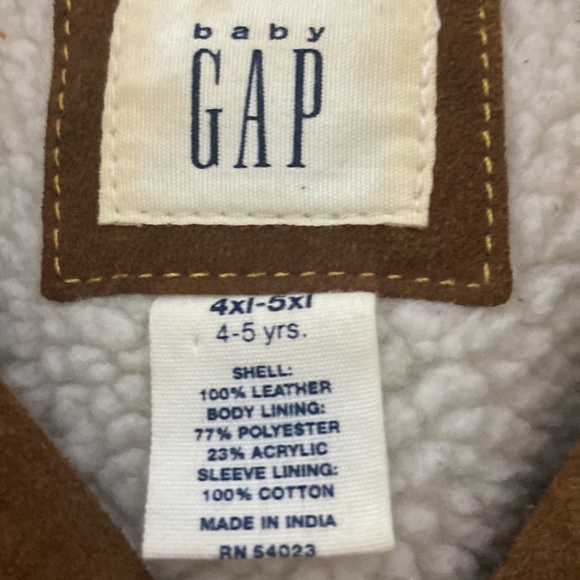 baby
GAP
4xl-5xl
4-5 yrs.
SHELL:
100% LEATHER
BODY LINING:
77% POLYESTER
23% ACRYLIC
SLEEVE LINING:
100% COTTON
MADE IN INDIA
RN 54023